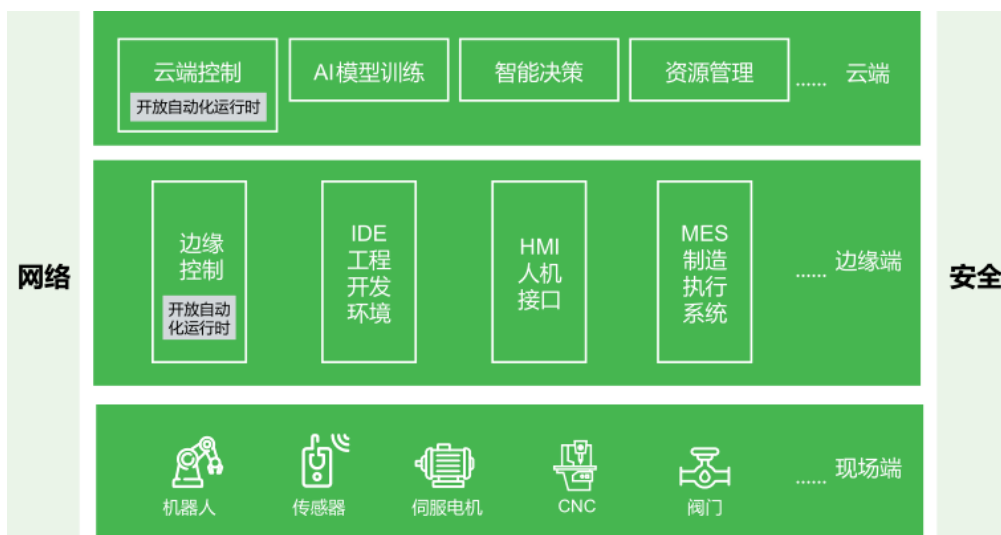 网络
云端控制
开放自动化运行时
AI模型训练
智能决策
资源管理
......
云端
边缘
控制
开放自动
化运行时
IDE
工程
开发
环境
HMI
人机
接口
MES
制造
执行
系统
......
边缘端
机器人
传感器
伺服电机
CNC
阀门
......
现场端
安全